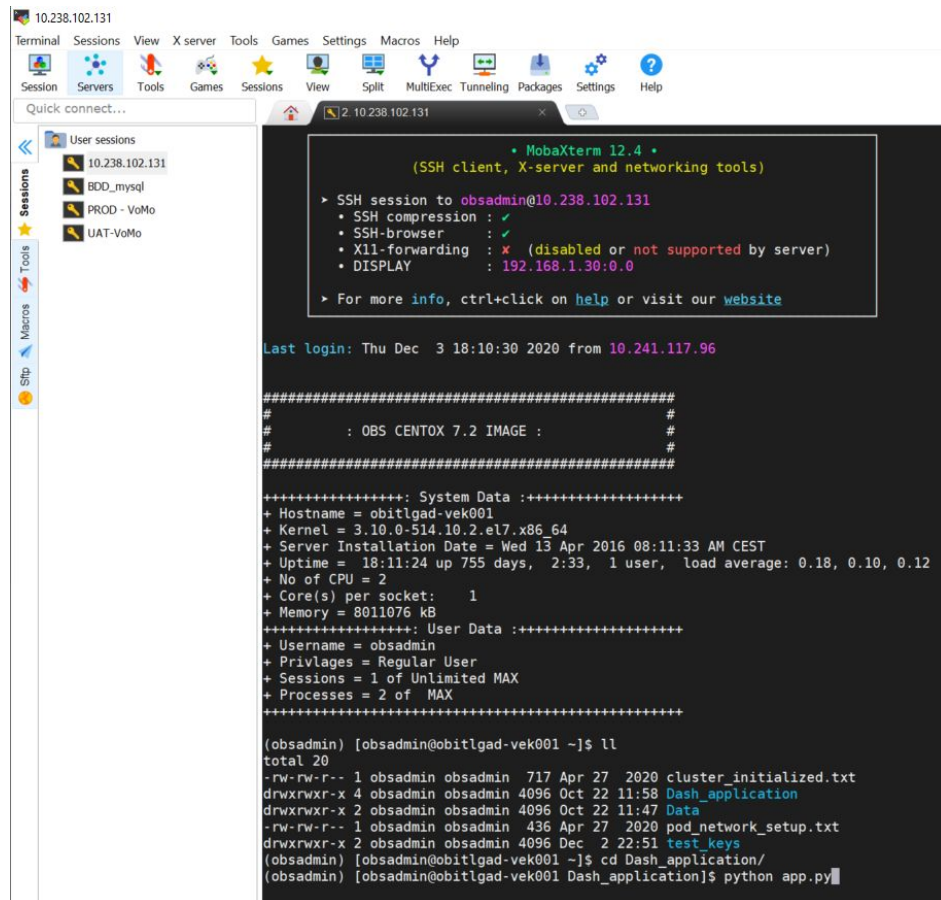 10.238.102.131
Terminal Sessions View X server Tools Games Settings Macros Help
Session Servers Tools Games Sessions View Split MultiExec Tunneling Packages Settings Help
Quick connect...
2. 10.238.102.131
User sessions
10.238.102.131
BDD_mysql
PROD - VoMo
UAT-VoMo
Sessions
Tools
Macros
Sftp
• MobaXterm 12.4 •
(SSH client, X-server and networking tools)
➤ SSH session to obsadmin@10.238.102.131
• SSH compression : ✔
• SSH-browser : ✔
• X11-forwarding : ✘ (disabled or not supported by server)
• DISPLAY : 192.168.1.30:0.0
➤ For more info, ctrl+click on help or visit our website
Last login: Thu Dec 3 18:10:30 2020 from 10.241.117.96
##################################################
# #
# : OBS CENTOX 7.2 IMAGE : #
# #
##################################################
+++++++++++++++++: System Data :+++++++++++++++++++
+ Hostname = obitlgad-vek001
+ Kernel = 3.10.0-514.10.2.el7.x86_64
+ Server Installation Date = Wed 13 Apr 2016 08:11:33 AM CEST
+ Uptime = 18:11:24 up 755 days, 2:33, 1 user, load average: 0.18, 0.10, 0.12
+ No of CPU = 2
+ Core(s) per socket: 1
+ Memory = 8011076 kB
++++++++++++++++++: User Data :++++++++++++++++++++
+ Username = obsadmin
+ Privlages = Regular User
+ Sessions = 1 of Unlimited MAX
+ Processes = 2 of MAX
+++++++++++++++++++++++++++++++++++++++++++++++++++
(obsadmin) [obsadmin@obitlgad-vek001 ~]$ ll
total 20
-rw-rw-r-- 1 obsadmin obsadmin 717 Apr 27 2020 cluster_initialized.txt
drwxrwxr-x 4 obsadmin obsadmin 4096 Oct 22 11:58 Dash_application
drwxrwxr-x 2 obsadmin obsadmin 4096 Oct 22 11:47 Data
-rw-rw-r-- 1 obsadmin obsadmin 436 Apr 27 2020 pod_network_setup.txt
drwxrwxr-x 2 obsadmin obsadmin 4096 Dec 2 22:51 test_keys
(obsadmin) [obsadmin@obitlgad-vek001 ~]$ cd Dash_application/
(obsadmin) [obsadmin@obitlgad-vek001 Dash_application]$ python app.py